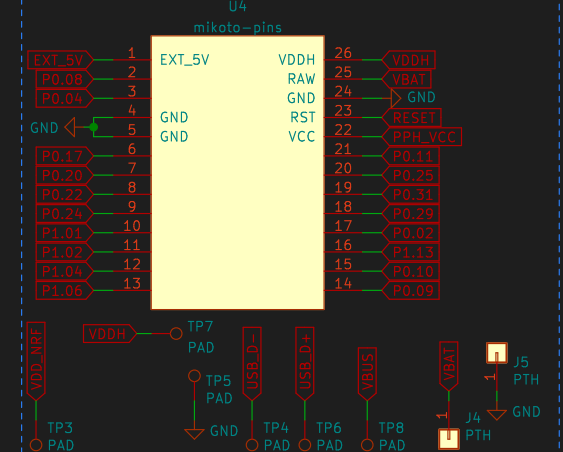 U4
mikoto-pins
EXT_5V 1 EXT_5V VDDH 26 VDDH
P0.08 2 RAW 25 VBAT
P0.04 3 GND 24 GND
4 GND RST 23 RESET
GND 5 GND VCC 22 PPH_VCC
P0.17 6 21 P0.11
P0.20 7 20 P0.25
P0.22 8 19 P0.31
P0.24 9 18 P0.29
P1.01 10 17 P0.02
P1.02 11 16 P1.13
P1.04 12 15 P0.10
P1.06 13 14 P0.09
VDD_NRF
TP3
PAD
VDDH
TP7
PAD
TP5
PAD
GND
USB_D-
TP4
PAD
USB_D+
TP6
PAD
VBUS
TP8
PAD
VBAT
1
J4
PTH
J5
PTH
1
GND